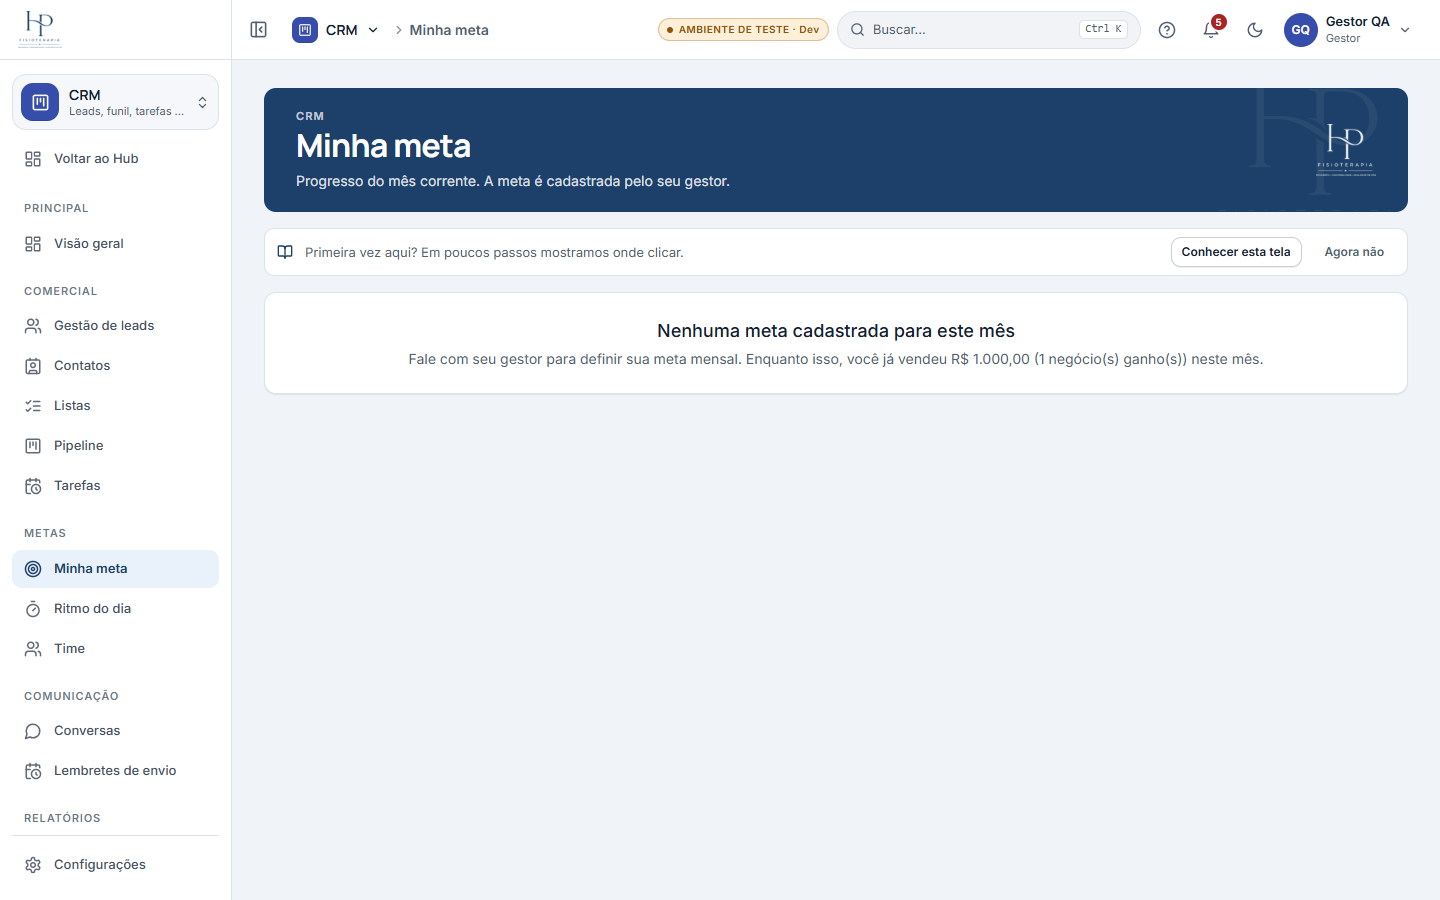 HP
FISIOTERAPIA
CRM
Leads, funil, tarefas ...
Voltar ao Hub
PRINCIPAL
Visão geral
COMERCIAL
Gestão de leads
Contatos
Listas
Pipeline
Tarefas
METAS
Minha meta
Ritmo do dia
Time
COMUNICAÇÃO
Conversas
Lembretes de envio
RELATÓRIOS
Configurações
CRM
Minha meta
AMBIENTE DE TESTE · Dev
Buscar...
Ctrl K
5
GQ
Gestor QA
Gestor
CRM
Minha meta
Progresso do mês corrente. A meta é cadastrada pelo seu gestor.
HP
FISIOTERAPIA
Primeira vez aqui? Em poucos passos mostramos onde clicar.
Conhecer esta tela
Agora não
Nenhuma meta cadastrada para este mês
Fale com seu gestor para definir sua meta mensal. Enquanto isso, você já vendeu R$ 1.000,00 (1 negócio(s) ganho(s)) neste mês.